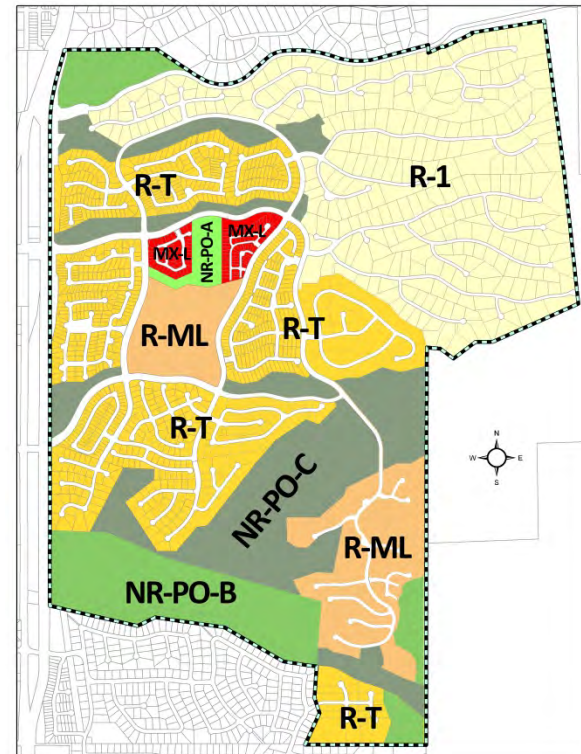 R-1
R-T
MX-L
NR-PO-A
MX-L
R-ML
R-T
R-T
N
W
E
S
NR-PO-C
R-ML
NR-PO-B
R-T